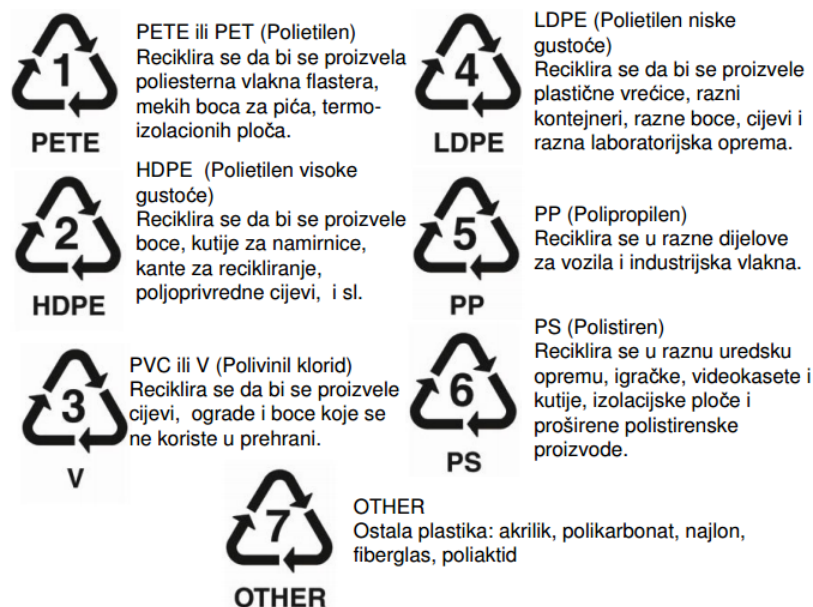 1
PETE
PETE ili PET (Polietilen)
Reciklira se da bi se proizvela
poliesterna vlakna flastera,
mekih boca za pića, termo-
izolacionih ploča.
2
HDPE
HDPE (Polietilen visoke
gustoće)
Reciklira se da bi se proizvele
boce, kutije za namirnice,
kante za recikliranje,
poljoprivredne cijevi, i sl.
3
V
PVC ili V (Polivinil klorid)
Reciklira se da bi se proizvele
cijevi, ograde i boce koje se
ne koriste u prehrani.
4
LDPE
LDPE (Polietilen niske
gustoće)
Reciklira se da bi se proizvele
plastične vrećice, razni
kontejneri, razne boce, cijevi i
razna laboratorijska oprema.
5
PP
PP (Polipropilen)
Reciklira se u razne dijelove
za vozila i industrijska vlakna.
6
PS
PS (Polistiren)
Reciklira se u raznu uredsku
opremu, igračke, videokasete i
kutije, izolacijske ploče i
proširene polistirenske
proizvode.
7
OTHER
OTHER
Ostala plastika: akrilik, polikarbonat, najlon,
fiberglas, poliaktid